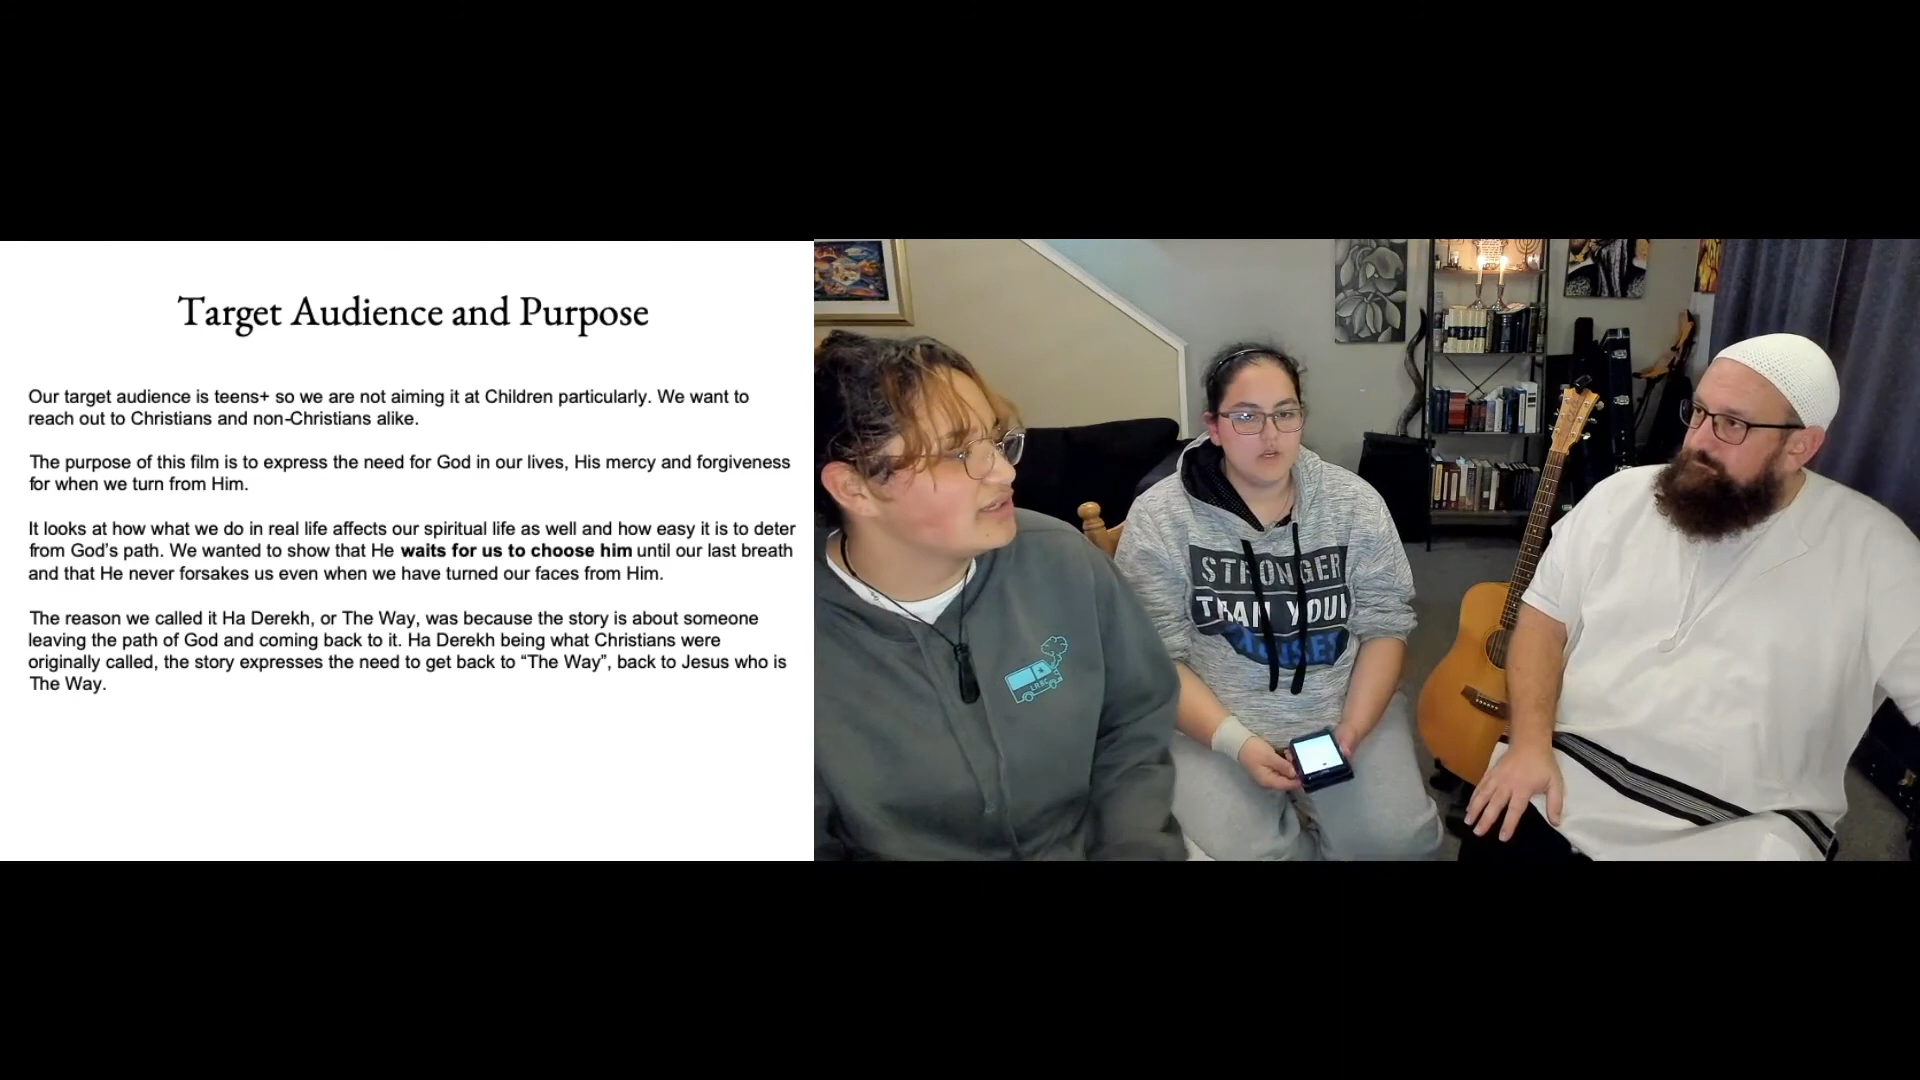 Target Audience and Purpose
Our target audience is teens+ so we are not aiming it at Children particularly. We want to
reach out to Christians and non-Christians alike.
The purpose of this film is to express the need for God in our lives, His mercy and forgiveness
for when we turn from Him.
It looks at how what we do in real life affects our spiritual life as well and how easy it is to deter
from God's path. We wanted to show that He waits for us to choose him until our last breath
and that He never forsakes us even when we have turned our faces from Him.
The reason we called it Ha Derekh, or The Way, was because the story is about someone
leaving the path of God and coming back to it. Ha Derekh being what Christians were
originally called, the story expresses the need to get back to “The Way”, back to Jesus who is
The Way.
STRONGER
THAN YOUR